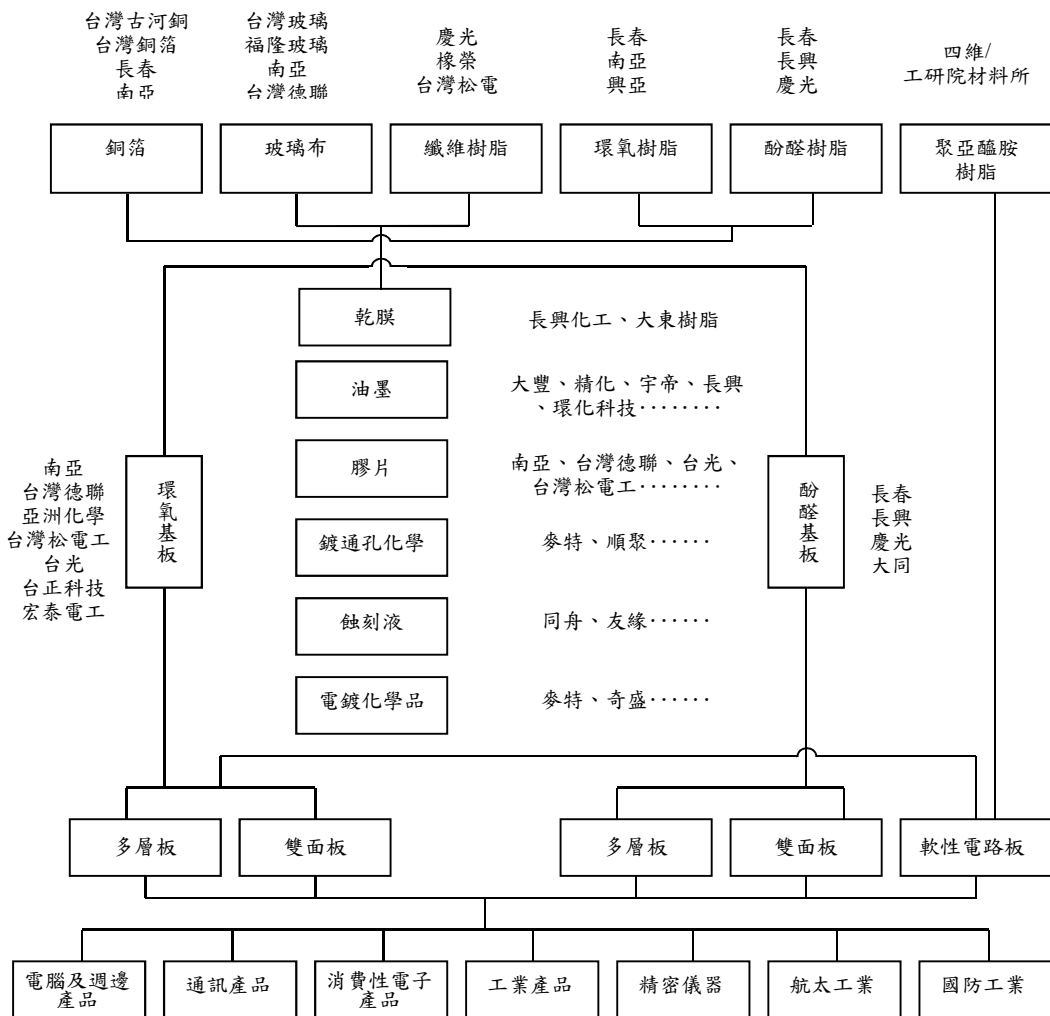 台灣古河銅
台灣銅箔
長春
南亞
台灣玻璃
福隆玻璃
南亞
台灣德聯
慶光
橡榮
台灣松電
長春
南亞
興亞
長春
長興
慶光
四維/
工研院材料所
銅箔
玻璃布
纖維樹脂
環氧樹脂
酚醛樹脂
聚亞醯胺
樹脂
乾膜
長興化工、大東樹脂
油墨
大豐、精化、宇帝、長興
、環化科技‧‧‧‧‧‧‧‧
膠片
南亞、台灣德聯、台光、
台灣松電工‧‧‧‧‧‧‧‧
鍍通孔化學
麥特、順聚‧‧‧‧‧‧
蝕刻液
同舟、友緣‧‧‧‧‧‧
電鍍化學品
麥特、奇盛‧‧‧‧‧‧
南亞
台灣德聯
亞洲化學
台灣松電工
台光
台正科技
宏泰電工
環氧基板
酚醛基板
長春
長興
慶光
大同
多層板
雙面板
多層板
雙面板
軟性電路板
電腦及週邊
產品
通訊產品
消費性電子
產品
工業產品
精密儀器
航太工業
國防工業